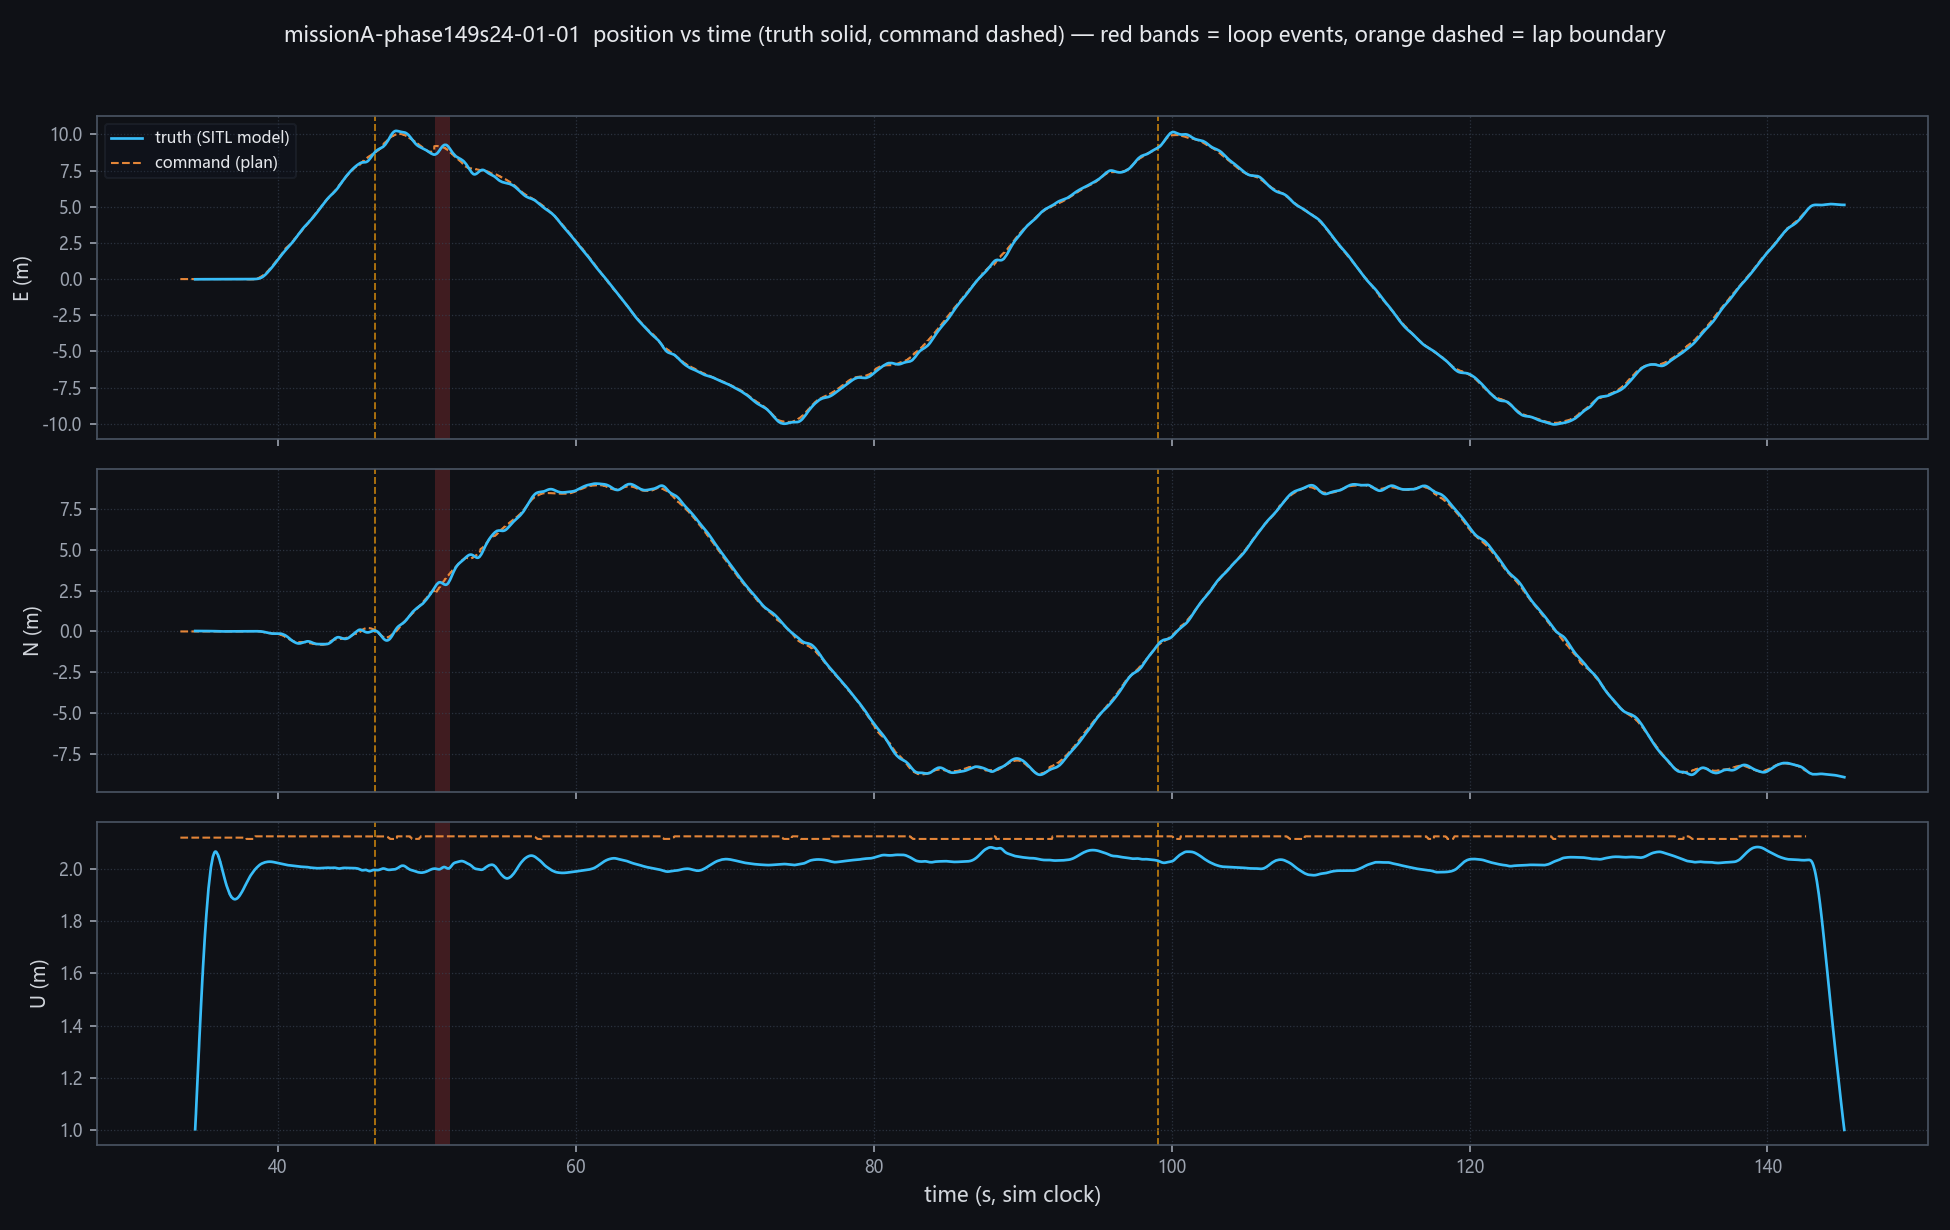 missionA-phase149s24-01-01  position vs time (truth solid, command dashed) — red bands = loop events, orange dashed = lap boundary
truth (SITL model)
command (plan)
10.0
7.5
5.0
2.5
0.0
-2.5
-5.0
-7.5
-10.0
E (m)
7.5
5.0
2.5
0.0
-2.5
-5.0
-7.5
N (m)
2.0
1.8
1.6
1.4
1.2
1.0
U (m)
40 60 80 100 120 140
time (s, sim clock)